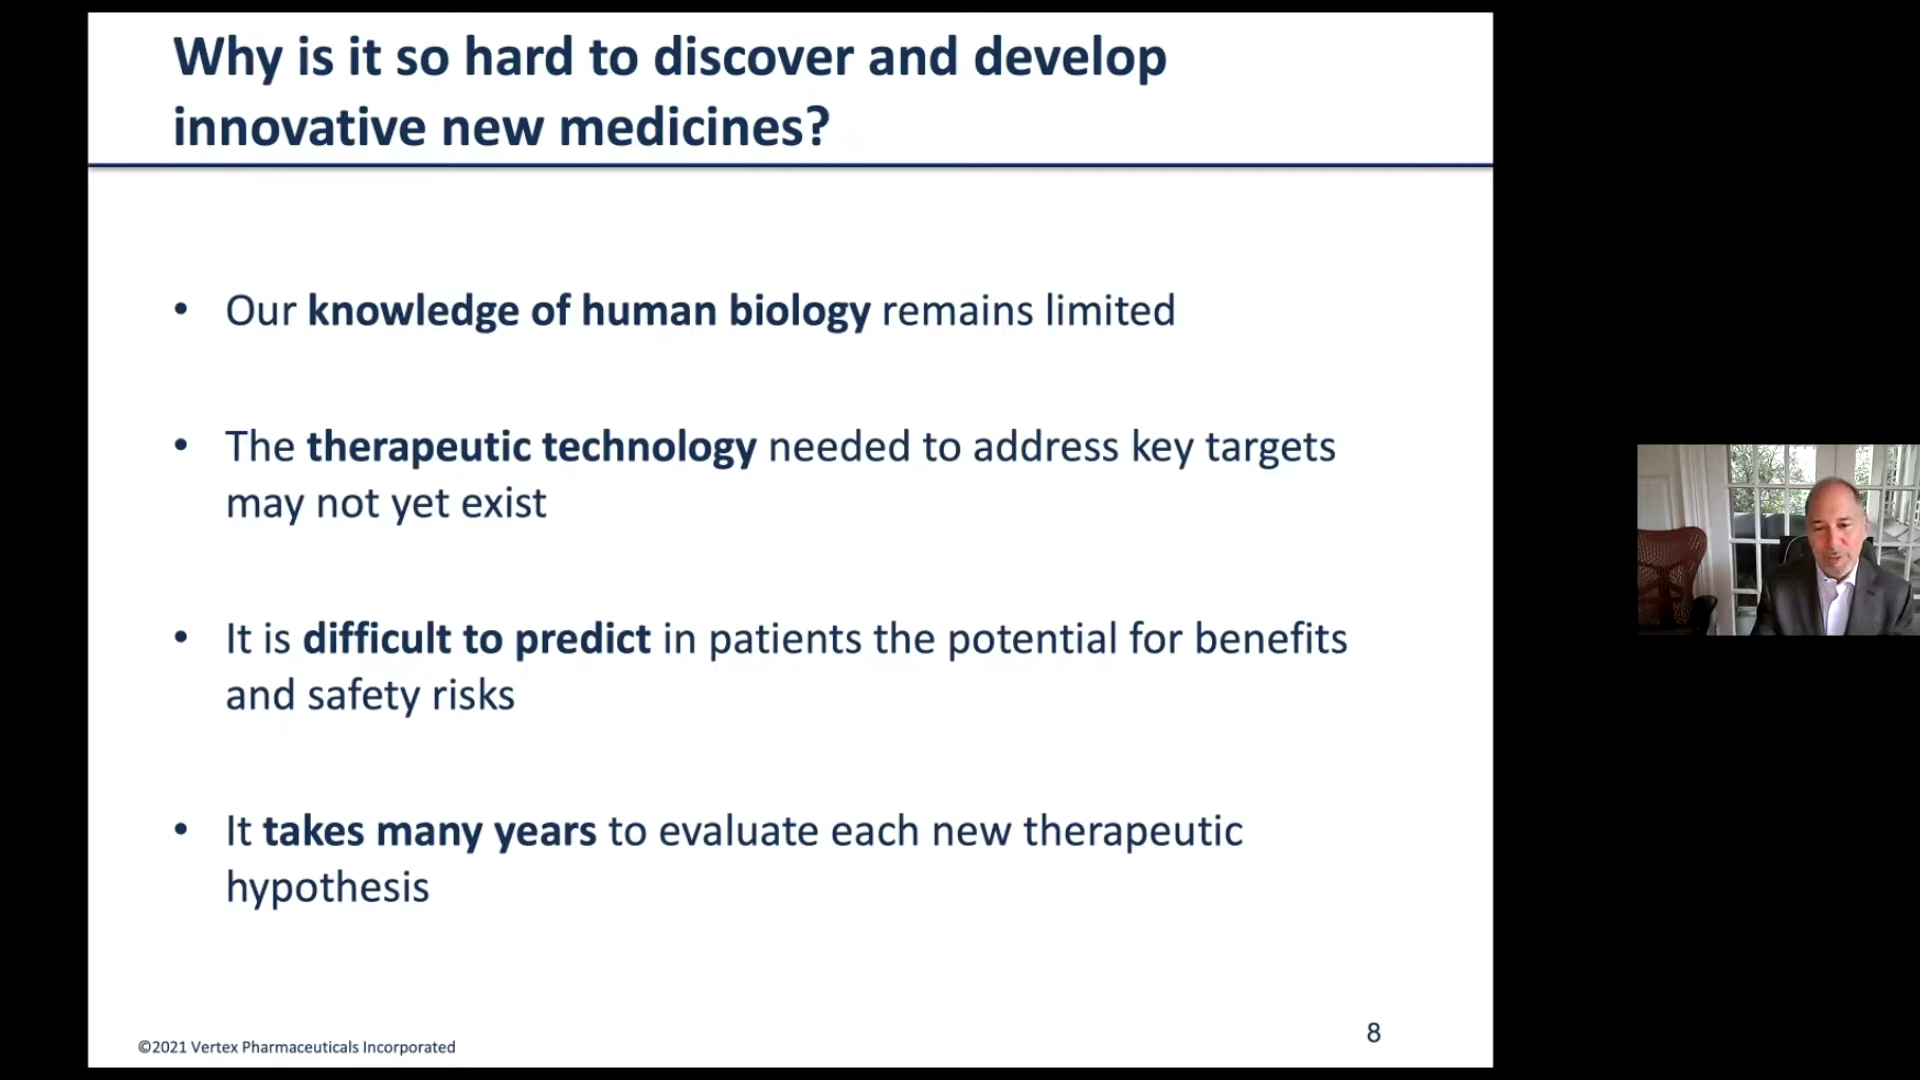 Why is it so hard to discover and develop
innovative new medicines?
• Our knowledge of human biology remains limited
• The therapeutic technology needed to address key targets
may not yet exist
• It is difficult to predict in patients the potential for benefits
and safety risks
• It takes many years to evaluate each new therapeutic
hypothesis
©2021 Vertex Pharmaceuticals Incorporated
8